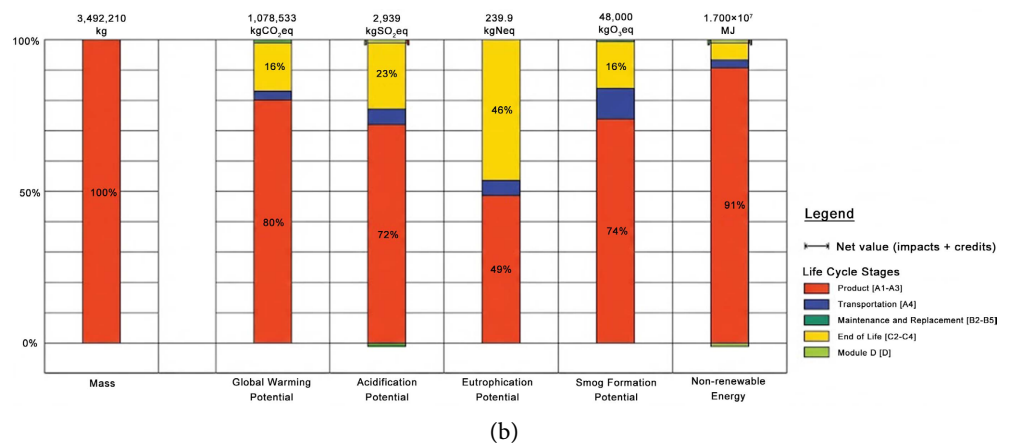 3,492,210
kg
1,078,533
kgCO₂eq
2,939
kgSO₂eq
239.9
kgNeq
48,000
kgO₃eq
1.700×10⁷
MJ
100%
50%
0%
100%
16%
80%
23%
72%
46%
49%
16%
74%
91%
Mass
Global Warming
Potential
Acidification
Potential
Eutrophication
Potential
Smog Formation
Potential
Non-renewable
Energy
Legend
Net value (impacts + credits)
Life Cycle Stages
Product [A1-A3]
Transportation [A4]
Maintenance and Replacement [B2-B5]
End of Life [C2-C4]
Module D [D]
(b)